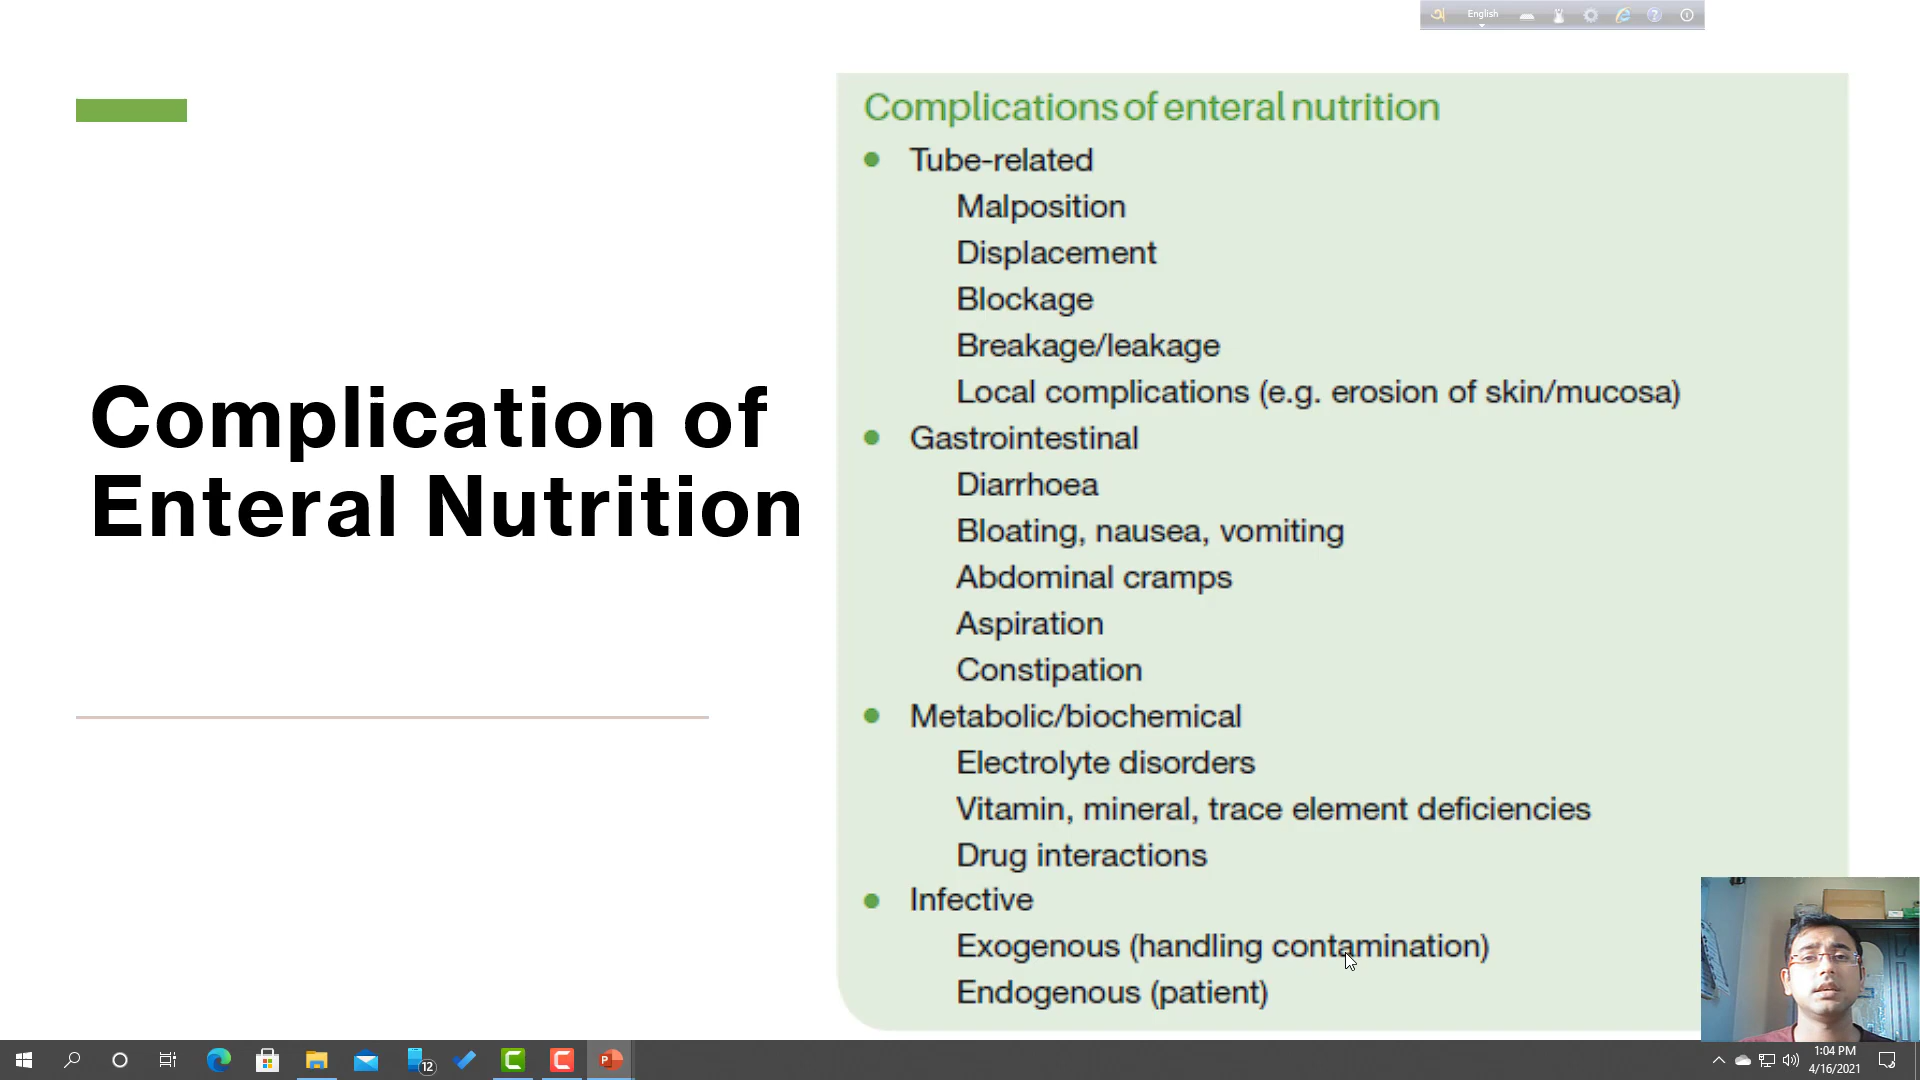 English
Complication of
Enteral Nutrition
Complications of enteral nutrition
Tube-related
Malposition
Displacement
Blockage
Breakage/leakage
Local complications (e.g. erosion of skin/mucosa)
Gastrointestinal
Diarrhoea
Bloating, nausea, vomiting
Abdominal cramps
Aspiration
Constipation
Metabolic/biochemical
Electrolyte disorders
Vitamin, mineral, trace element deficiencies
Drug interactions
Infective
Exogenous (handling contamination)
Endogenous (patient)
12
1:04 PM
4/16/2021